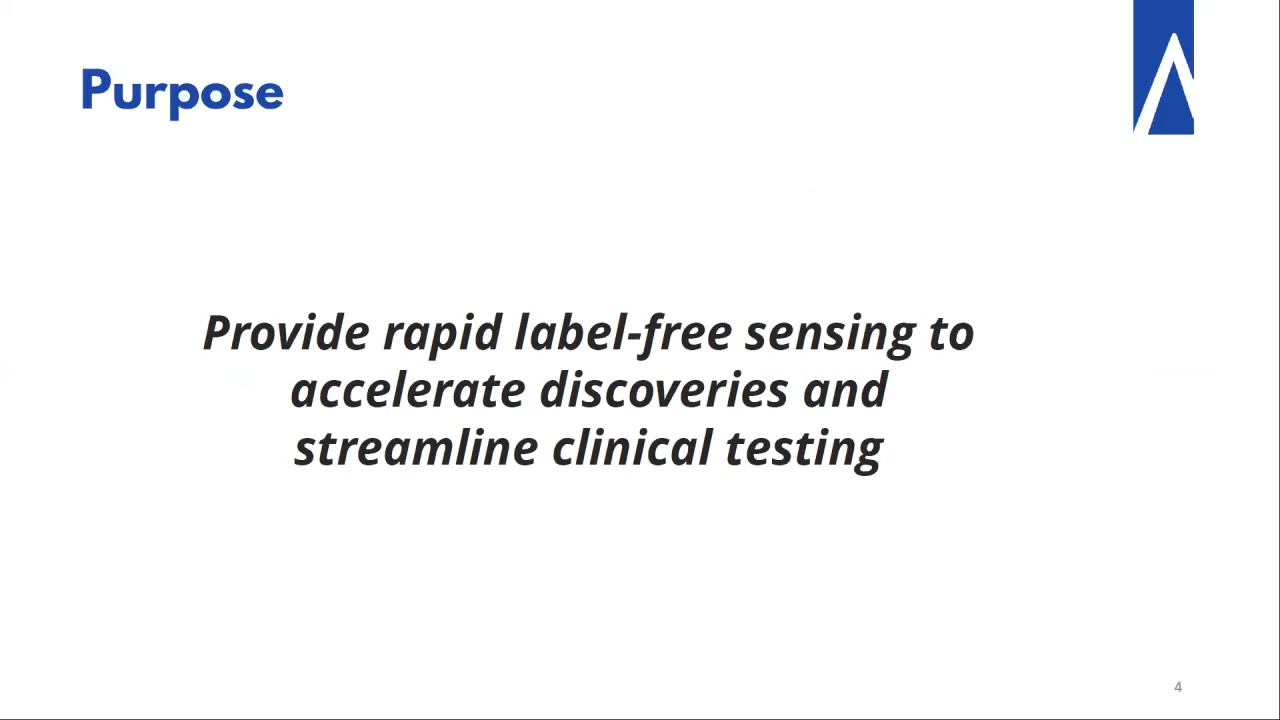 Purpose
Provide rapid label-free sensing to
accelerate discoveries and
streamline clinical testing
4